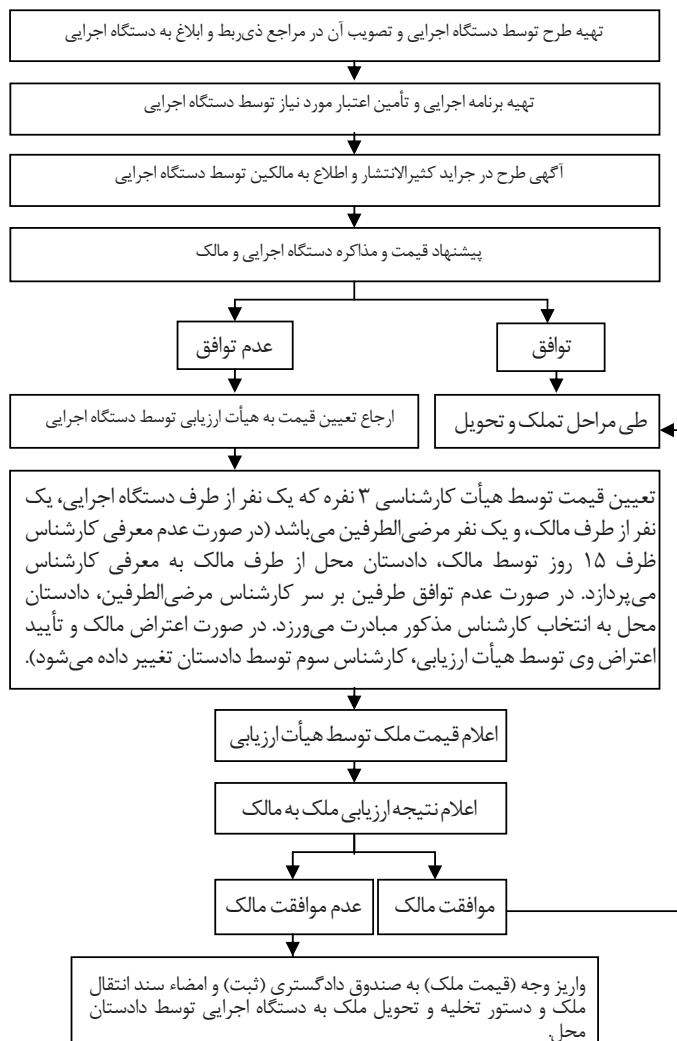 تهیه طرح توسط دستگاه اجرایی و تصویب آن در مراجع ذی‌ربط و ابلاغ به دستگاه اجرایی
تهیه برنامه اجرایی و تأمین اعتبار مورد نیاز توسط دستگاه اجرایی
آگهی طرح در جراید کثیرالانتشار و اطلاع به مالکین توسط دستگاه اجرایی
پیشنهاد قیمت و مذاکره دستگاه اجرایی و مالک
توافق
عدم توافق
طی مراحل تملک و تحویل
ارجاع تعیین قیمت به هیأت ارزیابی توسط دستگاه اجرایی
تعیین قیمت توسط هیأت کارشناسی ۳ نفره که یک نفر از طرف دستگاه اجرایی، یک
نفر از طرف مالک، و یک نفر مرضی‌الطرفین می‌باشد (در صورت عدم معرفی کارشناس
ظرف ۱۵ روز توسط مالک، دادستان محل از طرف مالک به معرفی کارشناس
می‌پردازد. در صورت عدم توافق طرفین بر سر کارشناس مرضی‌الطرفین، دادستان
محل به انتخاب کارشناس مذکور مبادرت می‌ورزد. در صورت اعتراض مالک و تأیید
اعتراض وی توسط هیأت ارزیابی، کارشناس سوم توسط دادستان تغییر داده می‌شود).
اعلام قیمت ملک توسط هیأت ارزیابی
اعلام نتیجه ارزیابی ملک به مالک
موافقت مالک
عدم موافقت مالک
واریز وجه (قیمت ملک) به صندوق دادگستری (ثبت) و امضاء سند انتقال
ملک و دستور تخلیه و تحویل ملک به دستگاه اجرایی توسط دادستان
محل.